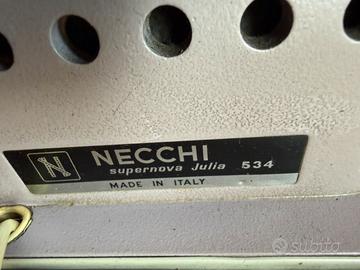 N NECCHI
supernova Julia 534
MADE IN ITALY
subito